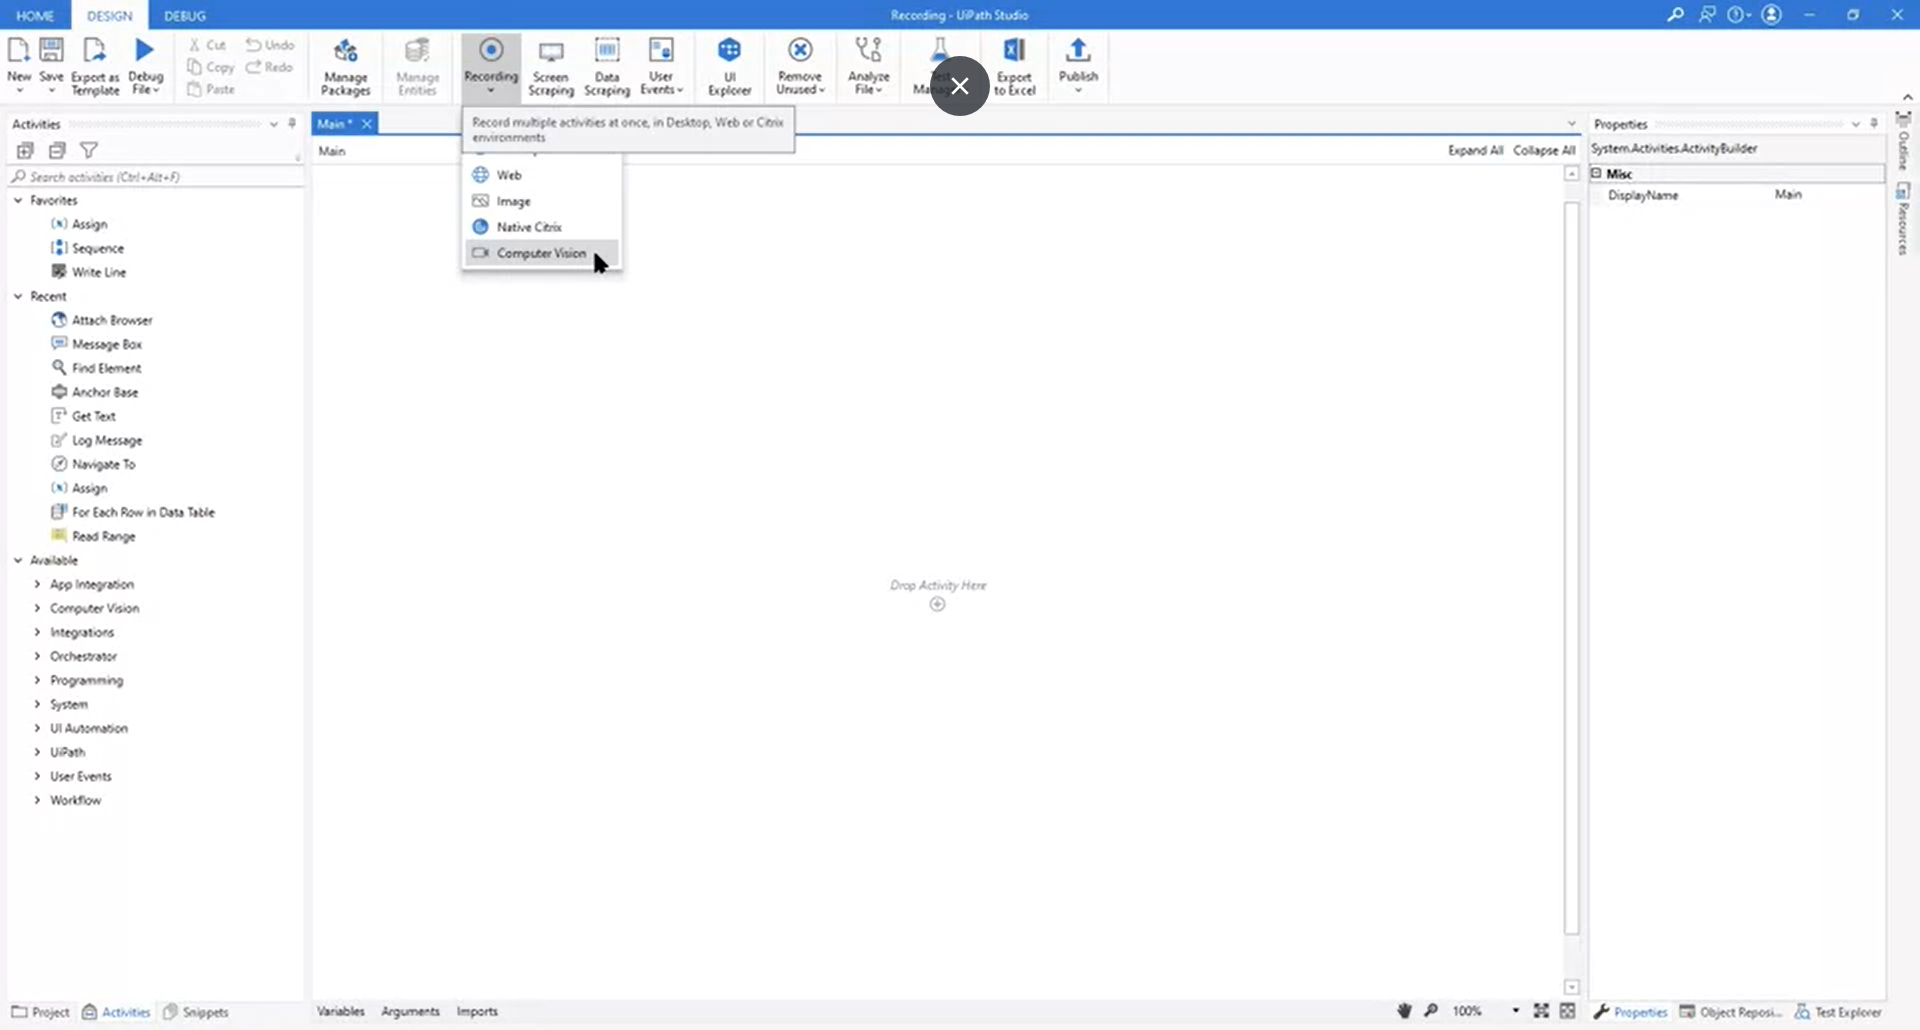 HOME DESIGN DEBUG Recording - UiPath Studio
New Save Export as Template Debug File
Cut Undo
Copy Redo
Paste
Manage Packages Manage Entities Recording Screen Scraping Data Scraping User Events UI Explorer Remove Unused Analyze File Export to Excel Publish
Activities
Main *
Record multiple activities at once, in Desktop, Web or Citrix
environments
Properties
Main
Expand All Collapse All
System.Activities.ActivityBuilder
Search activities (Ctrl+Alt+F)
Misc
DisplayName Main
Outline
Resources
Web
Image
Native Citrix
Computer Vision
Favorites
Assign
Sequence
Write Line
Recent
Attach Browser
Message Box
Find Element
Anchor Base
Get Text
Log Message
Navigate To
Assign
For Each Row in Data Table
Read Range
Available
App Integration
Computer Vision
Integrations
Orchestrator
Programming
System
UI Automation
UiPath
User Events
Workflow
Drop Activity Here
Project Activities Snippets
Variables Arguments Imports
100%
Properties Object Reposi... Test Explorer